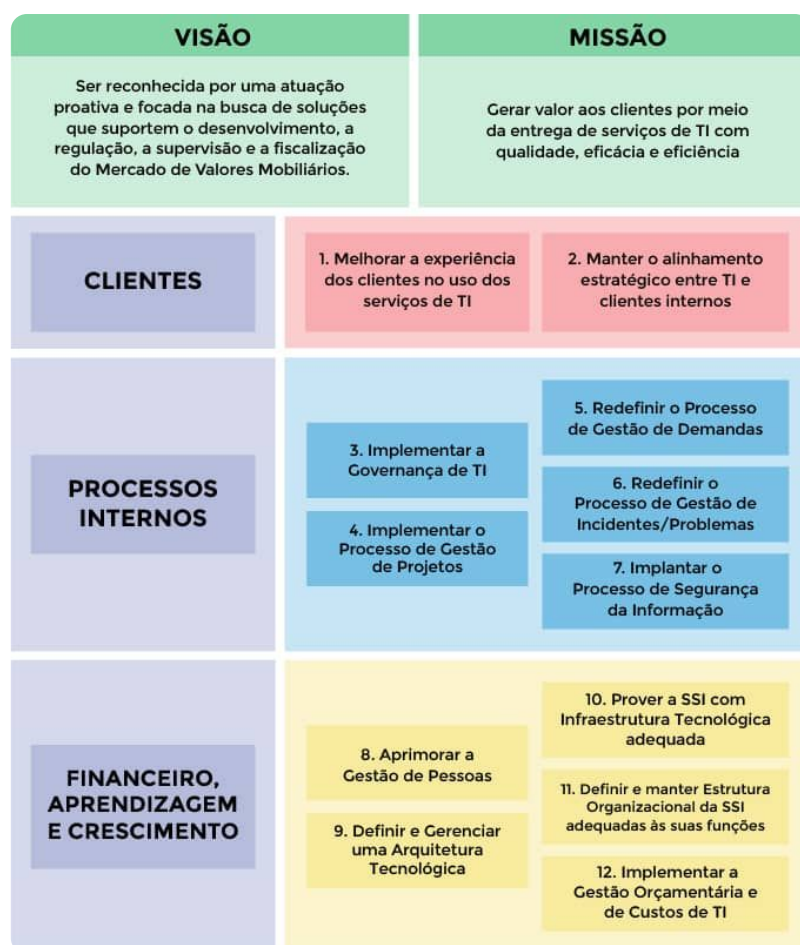 VISÃO
Ser reconhecida por uma atuação
proativa e focada na busca de soluções
que suportem o desenvolvimento, a
regulação, a supervisão e a fiscalização
do Mercado de Valores Mobiliários.
MISSÃO
Gerar valor aos clientes por meio
da entrega de serviços de TI com
qualidade, eficácia e eficiência
CLIENTES
1. Melhorar a experiência
dos clientes no uso dos
serviços de TI
2. Manter o alinhamento
estratégico entre TI e
clientes internos
PROCESSOS
INTERNOS
3. Implementar a
Governança de TI
4. Implementar o
Processo de Gestão
de Projetos
5. Redefinir o Processo
de Gestão de Demandas
6. Redefinir o
Processo de Gestão de
Incidentes/Problemas
7. Implantar o
Processo de Segurança
da Informação
FINANCEIRO,
APRENDIZAGEM
E CRESCIMENTO
8. Aprimorar a
Gestão de Pessoas
9. Definir e Gerenciar
uma Arquitetura
Tecnológica
10. Prover a SSI com
Infraestrutura Tecnológica
adequada
11. Definir e manter Estrutura
Organizacional da SSI
adequadas às suas funções
12. Implementar a
Gestão Orçamentária e
de Custos de TI